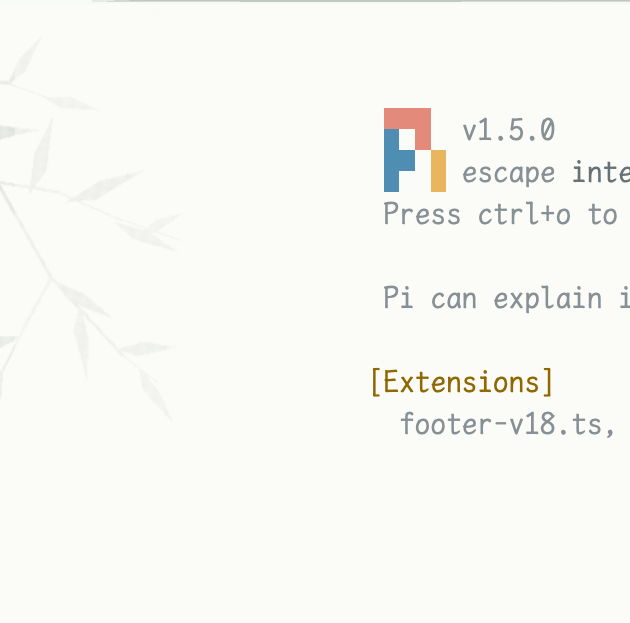 v1.5.0
escape inte
Press ctrl+o to
Pi can explain i
[Extensions]
footer-v18.ts,